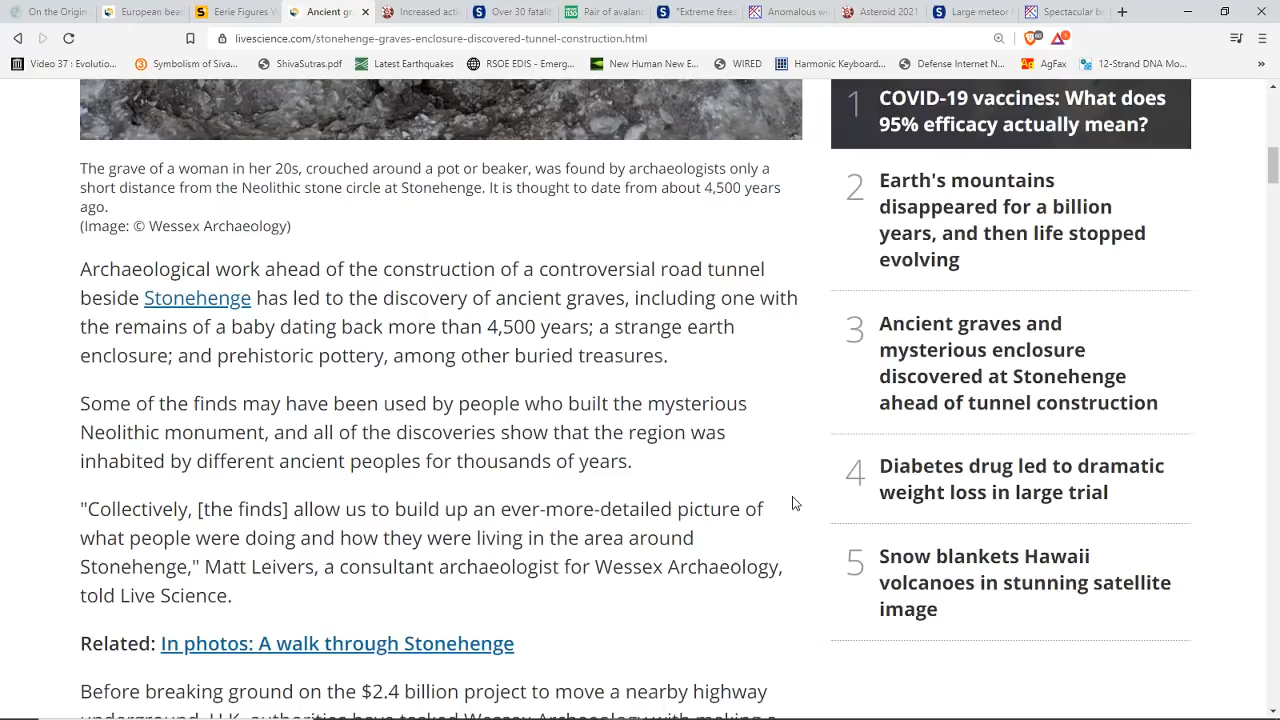 On the Origin
European bea
Eerie Figures
Ancient gr
Increased acti
Over 30 fatalit
Pair of avalanc
"Extreme freez
Anomalous wi
Asteroid 2021
Large meteor f
Spectacular be
livescience.com/stonehenge-graves-enclosure-discovered-tunnel-construction.html
Video 37 : Evolutio...
Symbolism of Siva...
ShivaSutras.pdf
Latest Earthquakes
RSOE EDIS - Emerg...
New Human New E...
WIRED
Harmonic Keyboard...
Defense Internet N...
AgFax
12-Strand DNA Mo...
The grave of a woman in her 20s, crouched around a pot or beaker, was found by archaeologists only a
short distance from the Neolithic stone circle at Stonehenge. It is thought to date from about 4,500 years
ago.
(Image: © Wessex Archaeology)
Archaeological work ahead of the construction of a controversial road tunnel
beside Stonehenge has led to the discovery of ancient graves, including one with
the remains of a baby dating back more than 4,500 years; a strange earth
enclosure; and prehistoric pottery, among other buried treasures.
Some of the finds may have been used by people who built the mysterious
Neolithic monument, and all of the discoveries show that the region was
inhabited by different ancient peoples for thousands of years.
"Collectively, [the finds] allow us to build up an ever-more-detailed picture of
what people were doing and how they were living in the area around
Stonehenge," Matt Leivers, a consultant archaeologist for Wessex Archaeology,
told Live Science.
Related: In photos: A walk through Stonehenge
Before breaking ground on the $2.4 billion project to move a nearby highway
underground, U.K. authorities have tasked Wessex Archaeology with making a
1
COVID-19 vaccines: What does
95% efficacy actually mean?
2
Earth's mountains
disappeared for a billion
years, and then life stopped
evolving
3
Ancient graves and
mysterious enclosure
discovered at Stonehenge
ahead of tunnel construction
4
Diabetes drug led to dramatic
weight loss in large trial
5
Snow blankets Hawaii
volcanoes in stunning satellite
image